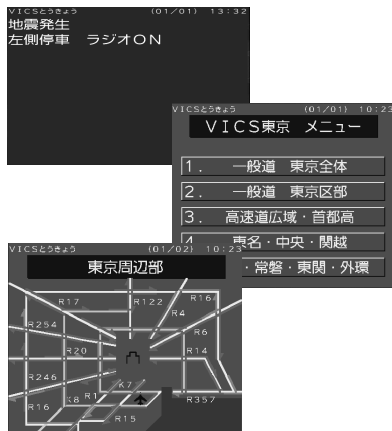 VICSとうきょう (01/01) 13:32
地震発生
左側停車 ラジオON
VICSとうきょう (01/01) 10:23
VICS東京 メニュー
1. 一般道 東京全体
2. 一般道 東京区部
3. 高速道広域・首都高
4. 東名・中央・関越
・常磐・東関・外環
VICSとうきょう (01/02) 10:23
東京周辺部
R17
R122
R16
R4
R254
R6
R20
R14
R246
K7
R16
K8
R1
R357
R15